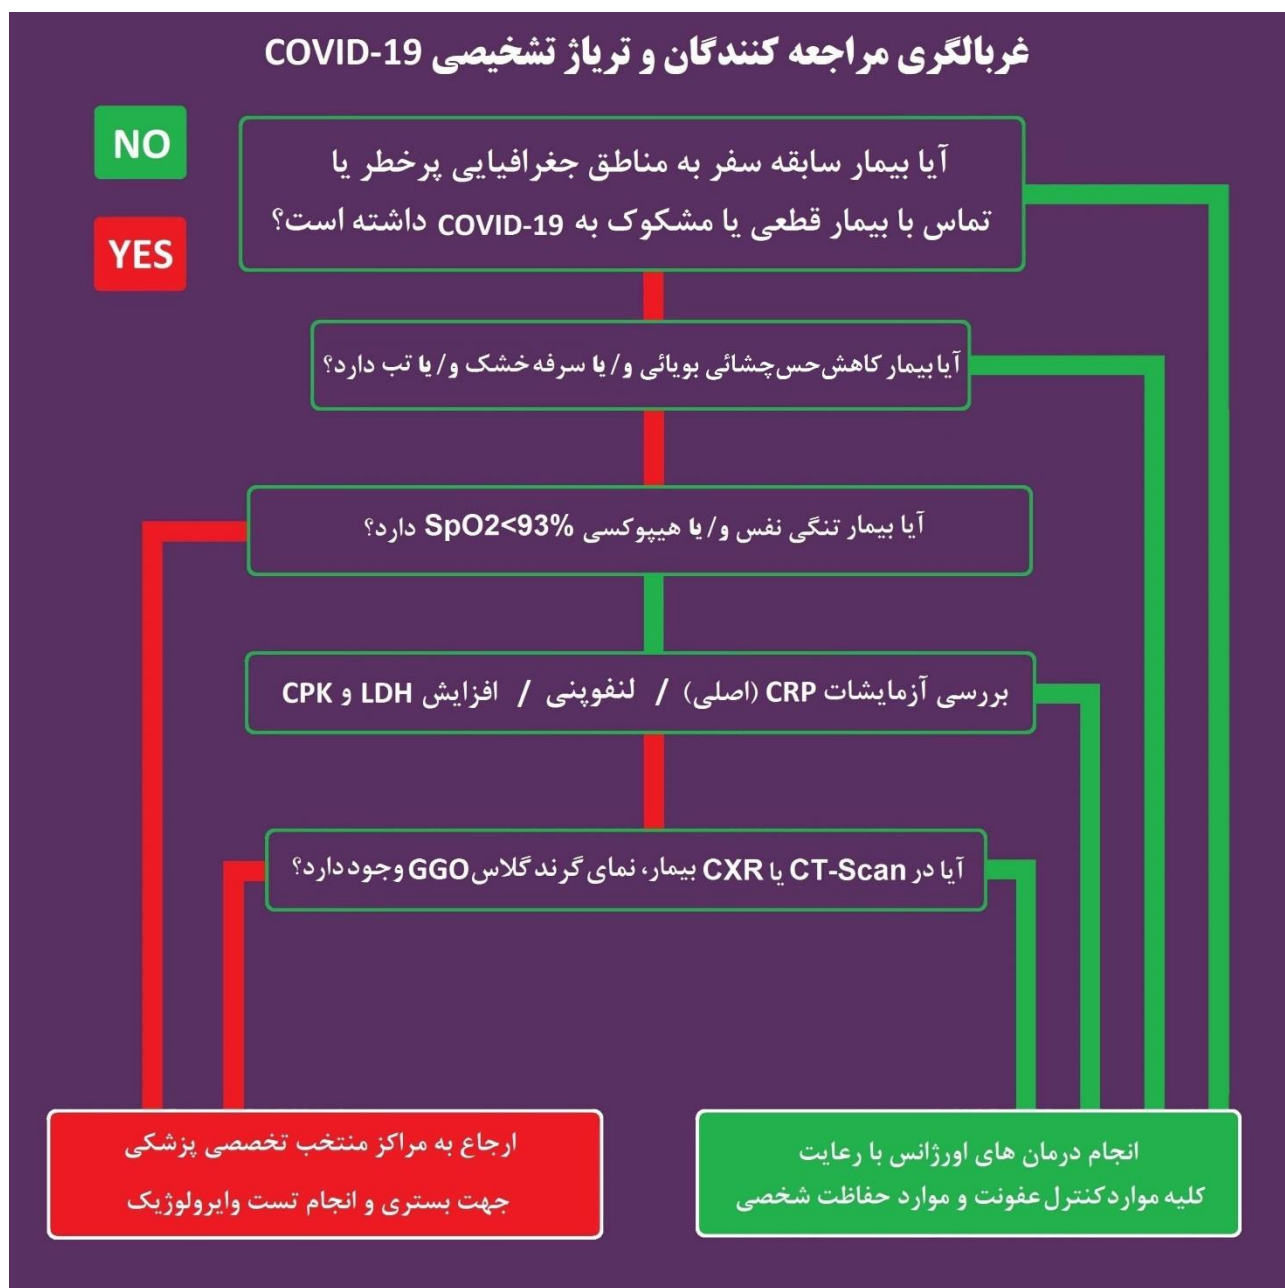 غربالگری مراجعه کنندگان و تریاژ تشخیصی COVID-19
NO
YES
آیا بیمار سابقه سفر به مناطق جغرافیایی پرخطر یا
تماس با بیمار قطعی یا مشکوک به COVID-19 داشته است؟
آیا بیمار کاهش حس چشائی بویائی و/ یا سرفه خشک و/ یا تب دارد؟
آیا بیمار تنگی نفس و/ یا هیپوکسی SpO2<93% دارد؟
بررسی آزمایشات CRP (اصلی) / لنفوپنی / افزایش LDH و CPK
آیا در CT-Scan یا CXR بیمار، نمای گرند گلاس GGO وجود دارد؟
انجام درمان های اورژانس با رعایت
کلیه موارد کنترل عفونت و موارد حفاظت شخصی
ارجاع به مراکز منتخب تخصصی پزشکی
جهت بستری و انجام تست وایرولوژیک